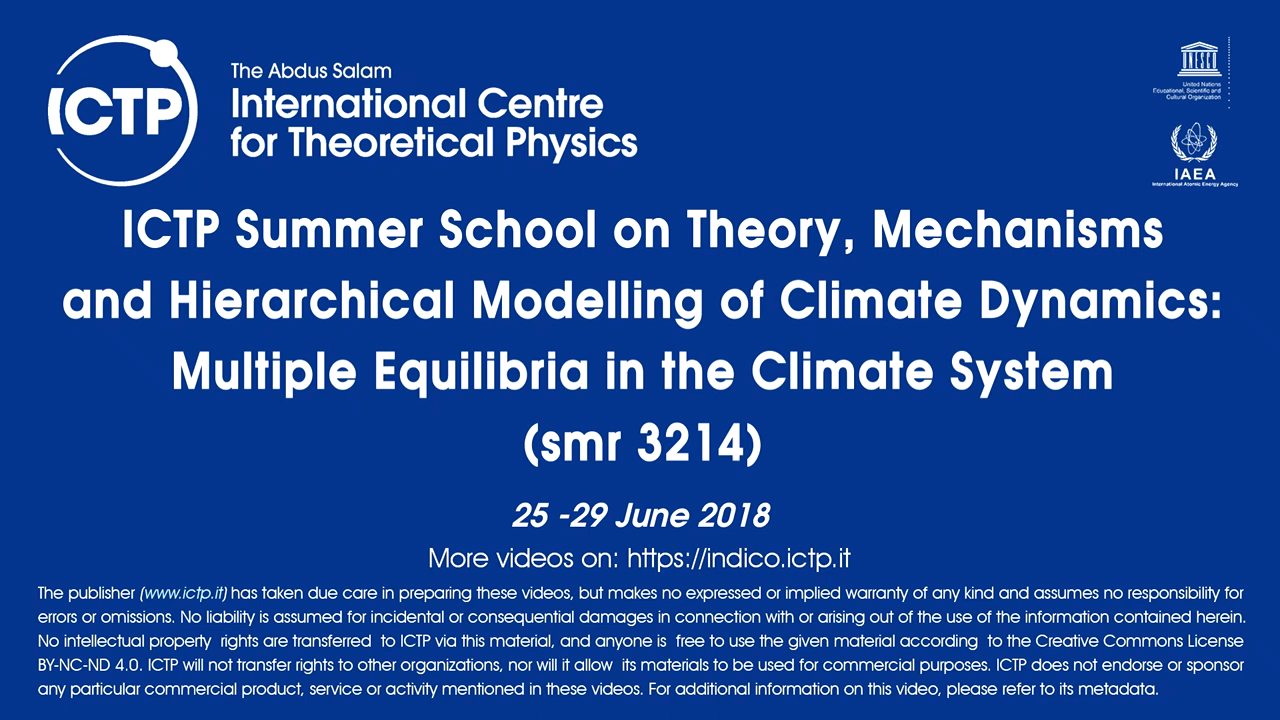 ICTP
The Abdus Salam
International Centre
for Theoretical Physics
UNESCO
United Nations
Educational, Scientific and
Cultural Organization
IAEA
International Atomic Energy Agency
ICTP Summer School on Theory, Mechanisms
and Hierarchical Modelling of Climate Dynamics:
Multiple Equilibria in the Climate System
(smr 3214)
25 -29 June 2018
More videos on: https://indico.ictp.it
The publisher (www.ictp.it) has taken due care in preparing these videos, but makes no expressed or implied warranty of any kind and assumes no responsibility for
errors or omissions. No liability is assumed for incidental or consequential damages in connection with or arising out of the use of the information contained herein.
No intellectual property rights are transferred to ICTP via this material, and anyone is free to use the given material according to the Creative Commons License
BY-NC-ND 4.0. ICTP will not transfer rights to other organizations, nor will it allow its materials to be used for commercial purposes. ICTP does not endorse or sponsor
any particular commercial product, service or activity mentioned in these videos. For additional information on this video, please refer to its metadata.